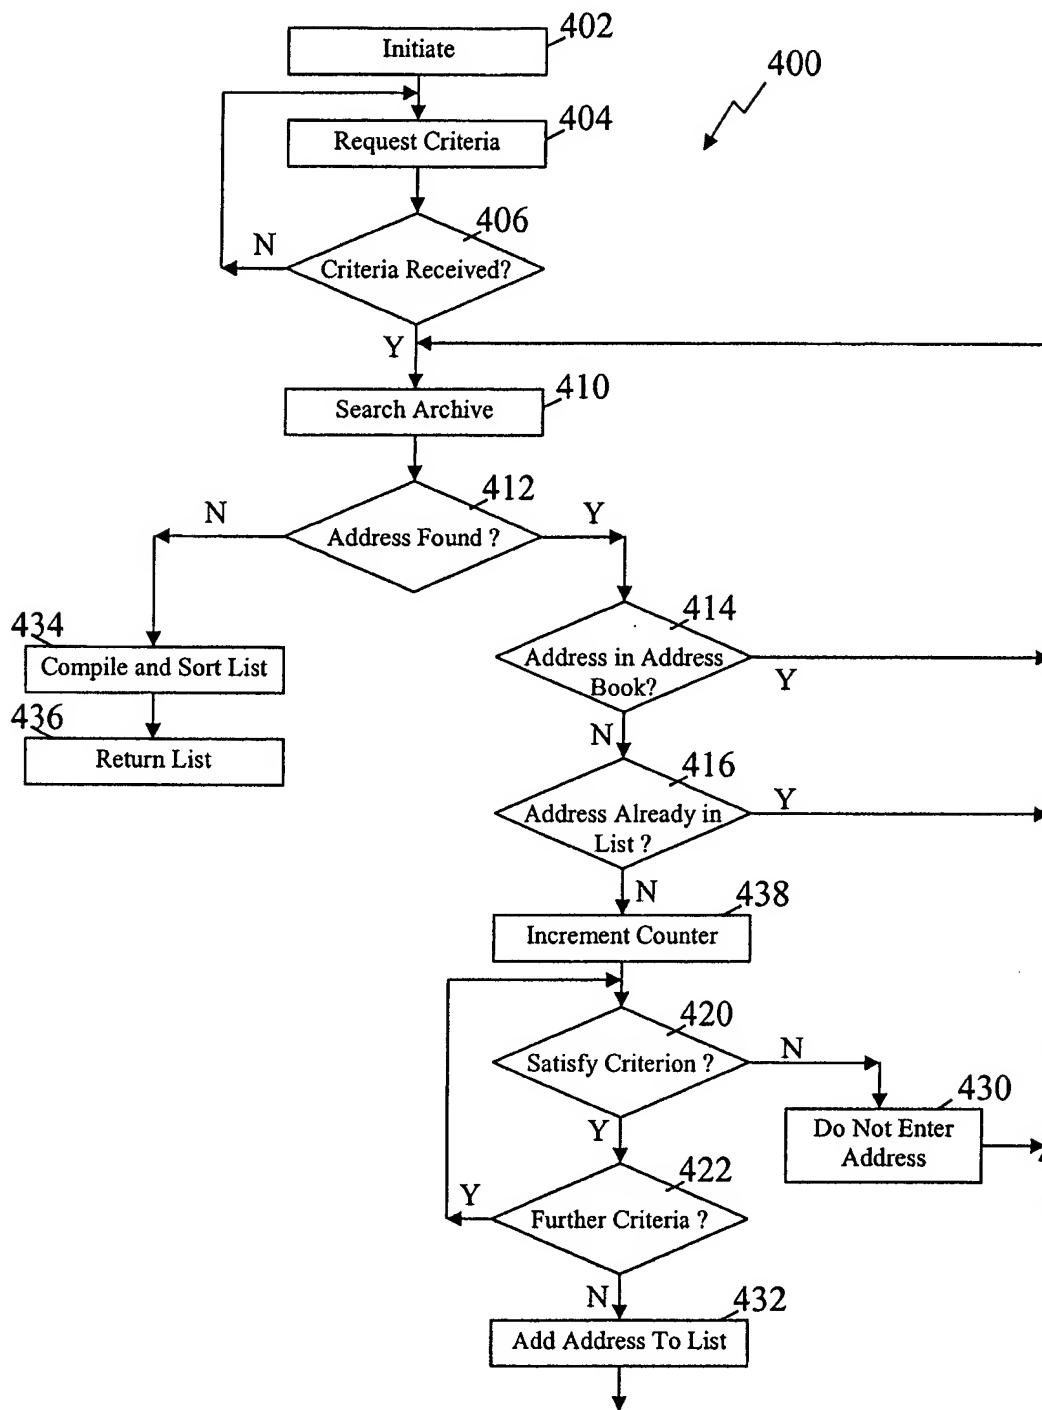 Initiate
402
400
Request Criteria
404
406
N
Criteria Received?
Y
Search Archive
410
412
N
Y
Address Found ?
414
434
Compile and Sort List
Address in Address
Book?
Y
436
N
Return List
416
Address Already in
List ?
Y
N
438
Increment Counter
420
Satisfy Criterion ?
N
430
Do Not Enter
Address
Y
422
Y
Further Criteria ?
N
432
Add Address To List